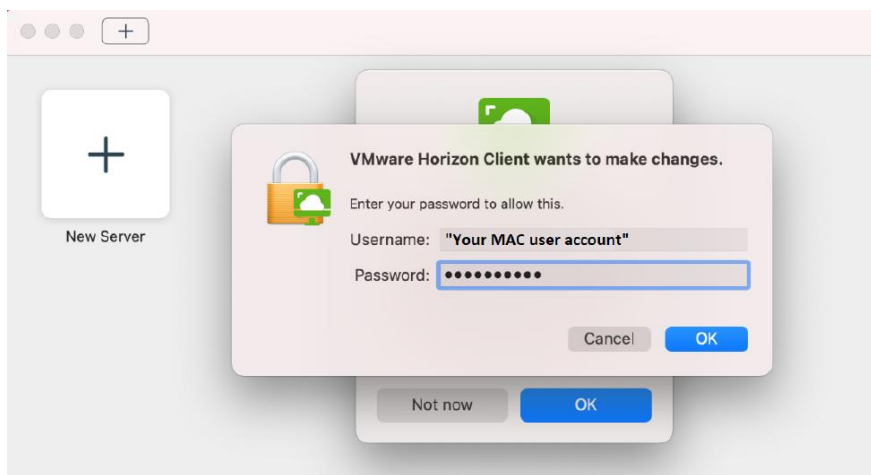 New Server
VMware Horizon Client wants to make changes.
Enter your password to allow this.
Username: "Your MAC user account"
Password: ••••••••••
Cancel OK
Not now OK